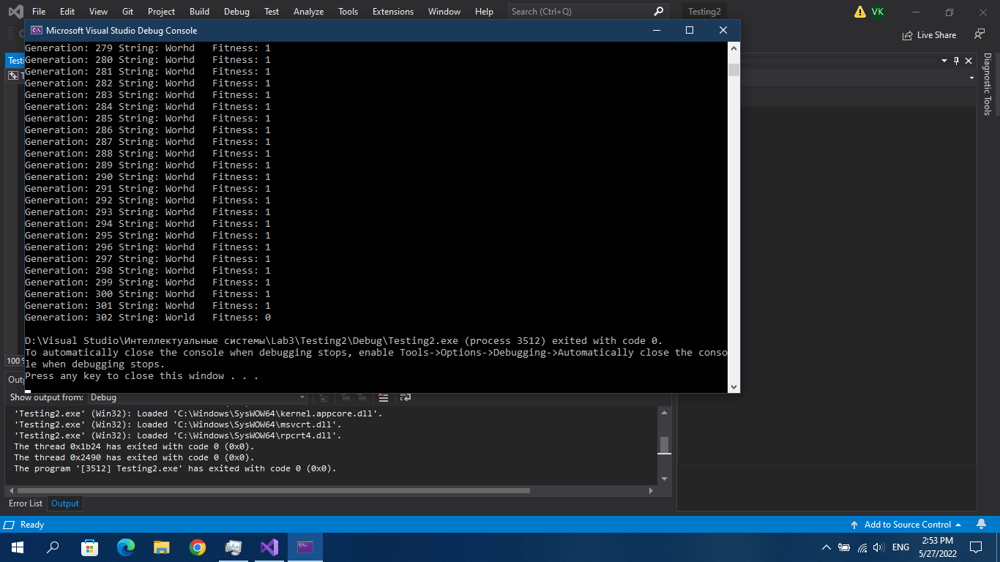 File Edit View Git Project Build Debug Test Analyze Tools Extensions Window Help Search (Ctrl+Q) Testing2 VK
Microsoft Visual Studio Debug Console
Live Share
Generation: 279 String: Worhd   Fitness: 1
Generation: 280 String: Worhd   Fitness: 1
Generation: 281 String: Worhd   Fitness: 1
Generation: 282 String: Worhd   Fitness: 1
Generation: 283 String: Worhd   Fitness: 1
Generation: 284 String: Worhd   Fitness: 1
Generation: 285 String: Worhd   Fitness: 1
Generation: 286 String: Worhd   Fitness: 1
Generation: 287 String: Worhd   Fitness: 1
Generation: 288 String: Worhd   Fitness: 1
Generation: 289 String: Worhd   Fitness: 1
Generation: 290 String: Worhd   Fitness: 1
Generation: 291 String: Worhd   Fitness: 1
Generation: 292 String: Worhd   Fitness: 1
Generation: 293 String: Worhd   Fitness: 1
Generation: 294 String: Worhd   Fitness: 1
Generation: 295 String: Worhd   Fitness: 1
Generation: 296 String: Worhd   Fitness: 1
Generation: 297 String: Worhd   Fitness: 1
Generation: 298 String: Worhd   Fitness: 1
Generation: 299 String: Worhd   Fitness: 1
Generation: 300 String: Worhd   Fitness: 1
Generation: 301 String: Worhd   Fitness: 1
Generation: 302 String: World   Fitness: 0
D:\Visual Studio\Интеллектуальные системы\Lab3\Testing2\Debug\Testing2.exe (process 3512) exited with code 0.
To automatically close the console when debugging stops, enable Tools->Options->Debugging->Automatically close the conso
le when debugging stops.
Press any key to close this window . . .
Diagnostic Tools
100 %
Show output from: Debug
'Testing2.exe' (Win32): Loaded 'C:\Windows\SysWOW64\kernel.appcore.dll'.
'Testing2.exe' (Win32): Loaded 'C:\Windows\SysWOW64\msvcrt.dll'.
'Testing2.exe' (Win32): Loaded 'C:\Windows\SysWOW64\rpcrt4.dll'.
The thread 0x1b24 has exited with code 0 (0x0).
The thread 0x2490 has exited with code 0 (0x0).
The program '[3512] Testing2.exe' has exited with code 0 (0x0).
Error List Output
Ready Add to Source Control
ENG 2:53 PM
5/27/2022